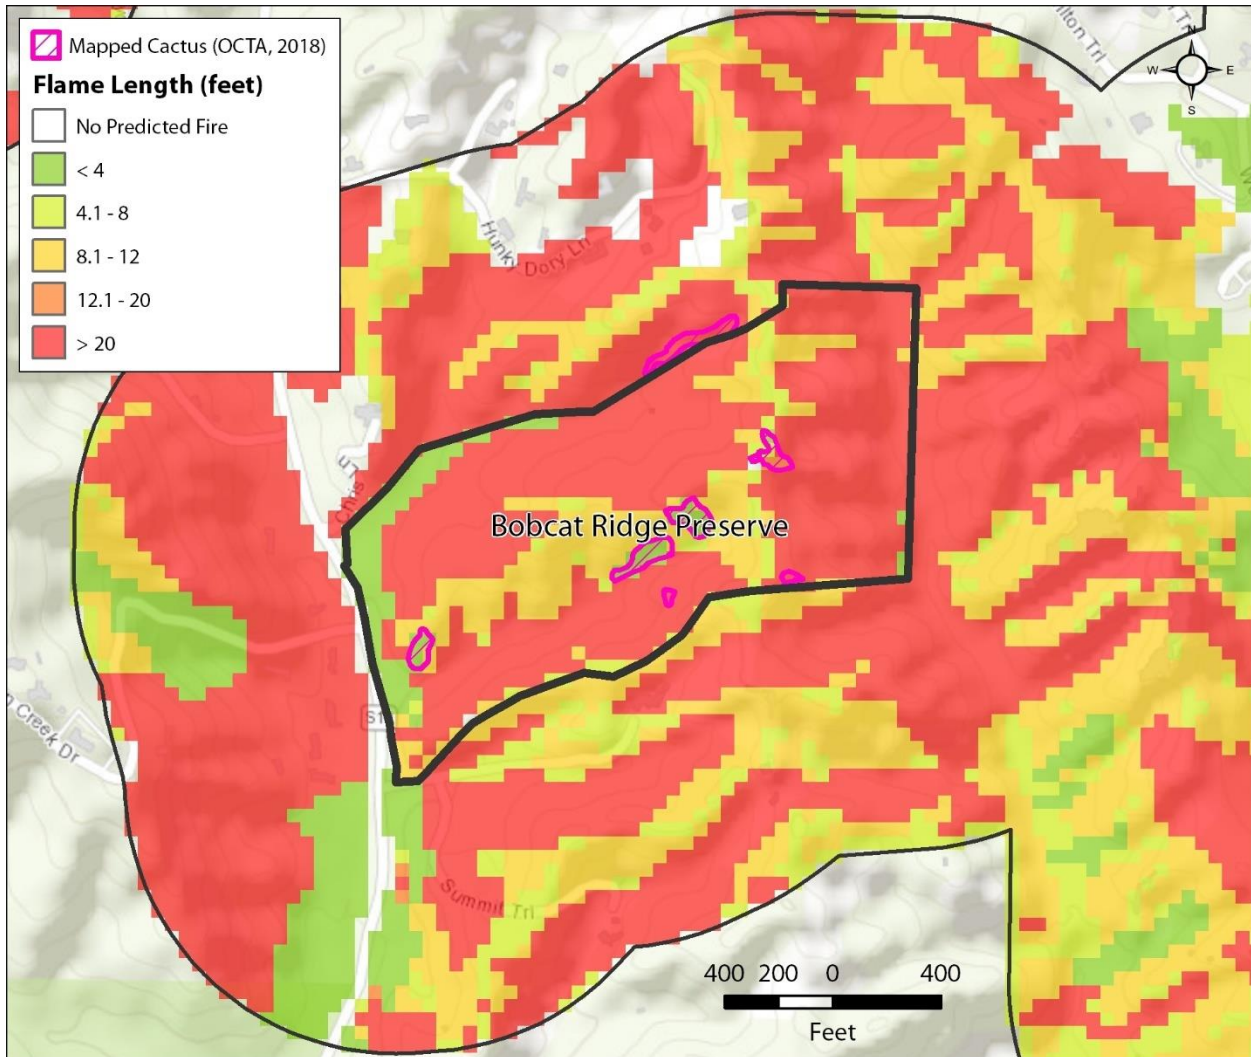 Mapped Cactus (OCTA, 2018)
Flame Length (feet)
No Predicted Fire
< 4
4.1 - 8
8.1 - 12
12.1 - 20
> 20
N
W
E
S
Hunky Dory Ln
Bobcat Ridge Preserve
Creek Dr
Summit Trl
400 200 0 400
Feet